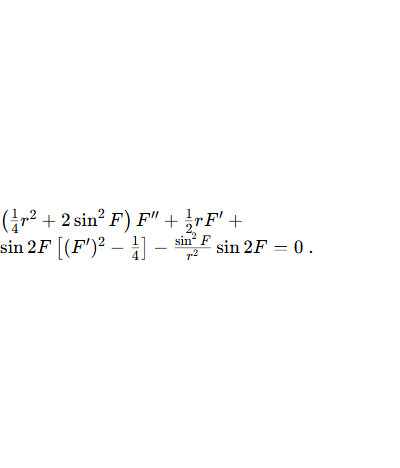 (¼r² + 2 sin² F) F″ + ½rF′ +
sin 2F [(F′)² − ¼] − sin² F / r² sin 2F = 0 .